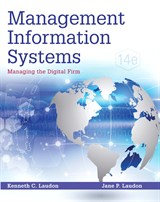 Management
Information
Systems
Managing the Digital Firm
14e
Kenneth C. Laudon    Jane P. Laudon